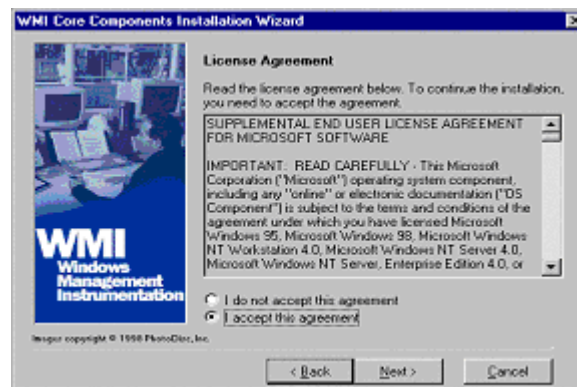 WMI Core Components Installation Wizard
License Agreement
Read the license agreement below. To continue the installation,
you need to accept the agreement.
SUPPLEMENTAL END USER LICENSE AGREEMENT
FOR MICROSOFT SOFTWARE
IMPORTANT: READ CAREFULLY - This Microsoft
Corporation ("Microsoft") operating system component,
including any "online" or electronic documentation ("OS
Component") is subject to the terms and conditions of the
agreement under which you have licensed Microsoft
Windows 95, Microsoft Windows 98, Microsoft Windows
NT Workstation 4.0, Microsoft Windows NT Server 4.0,
Microsoft Windows NT Server, Enterprise Edition 4.0, or
WMI
Windows
Management
Instrumentation
I do not accept this agreement
I accept this agreement
Images copyright © 1998 PhotoDisc, Inc.
< Back
Next >
Cancel